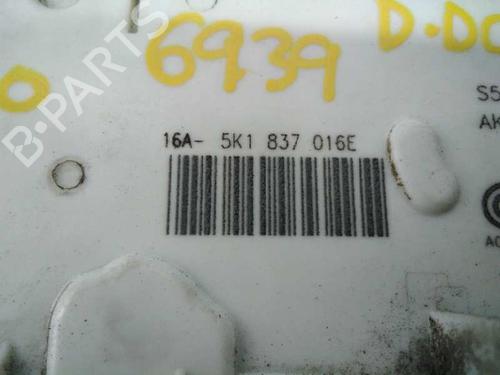 6939
D.DO
O
16A- 5K1 837 016E
S5
AK
AC
B-PARTS